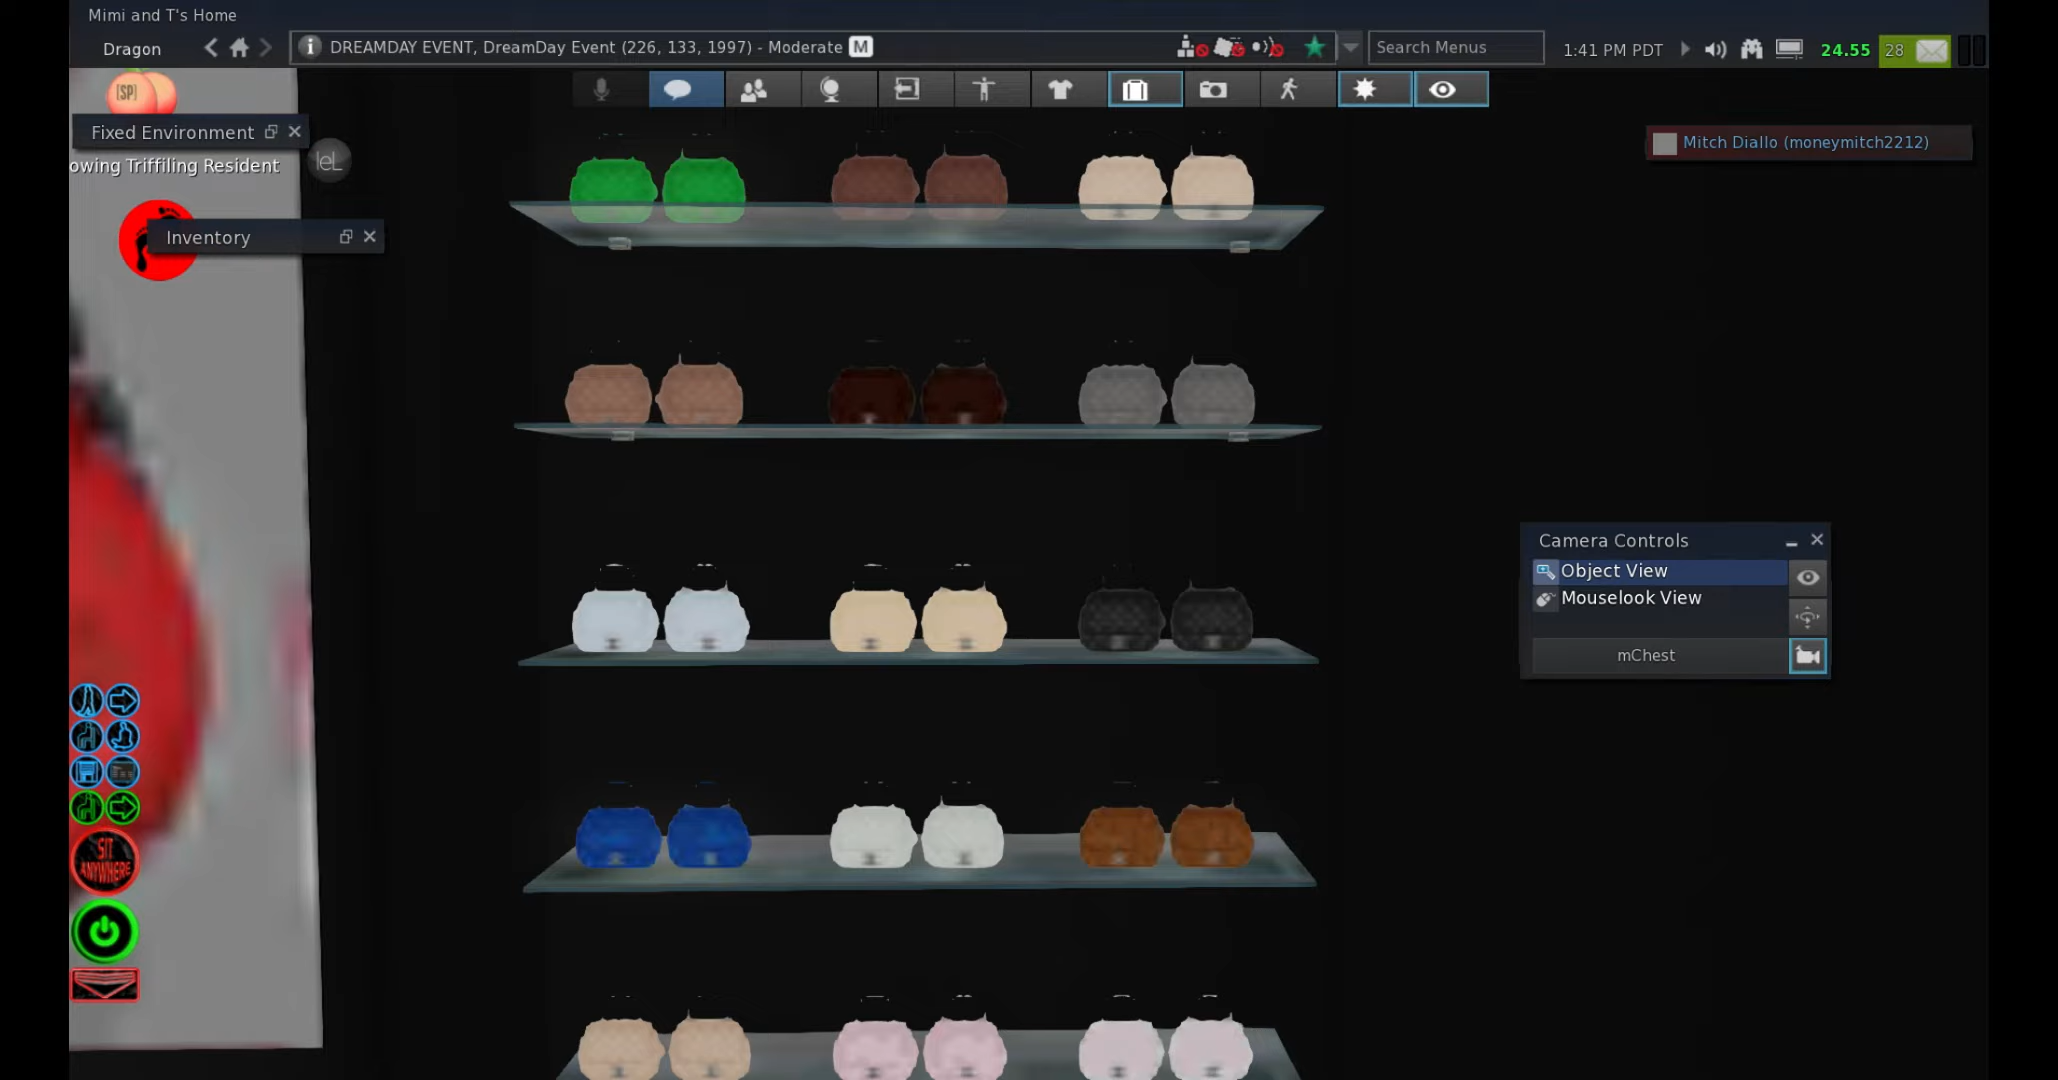 Mimi and T's Home
Dragon
DREAMDAY EVENT, DreamDay Event (226, 133, 1997) - Moderate M
Search Menus
1:41 PM PDT
24.55
28
[SP]
Fixed Environment
owing Triffiling Resident
leL
Inventory
Mitch Diallo (moneymitch2212)
Camera Controls
Object View
Mouselook View
mChest
SIT
ANYWHERE